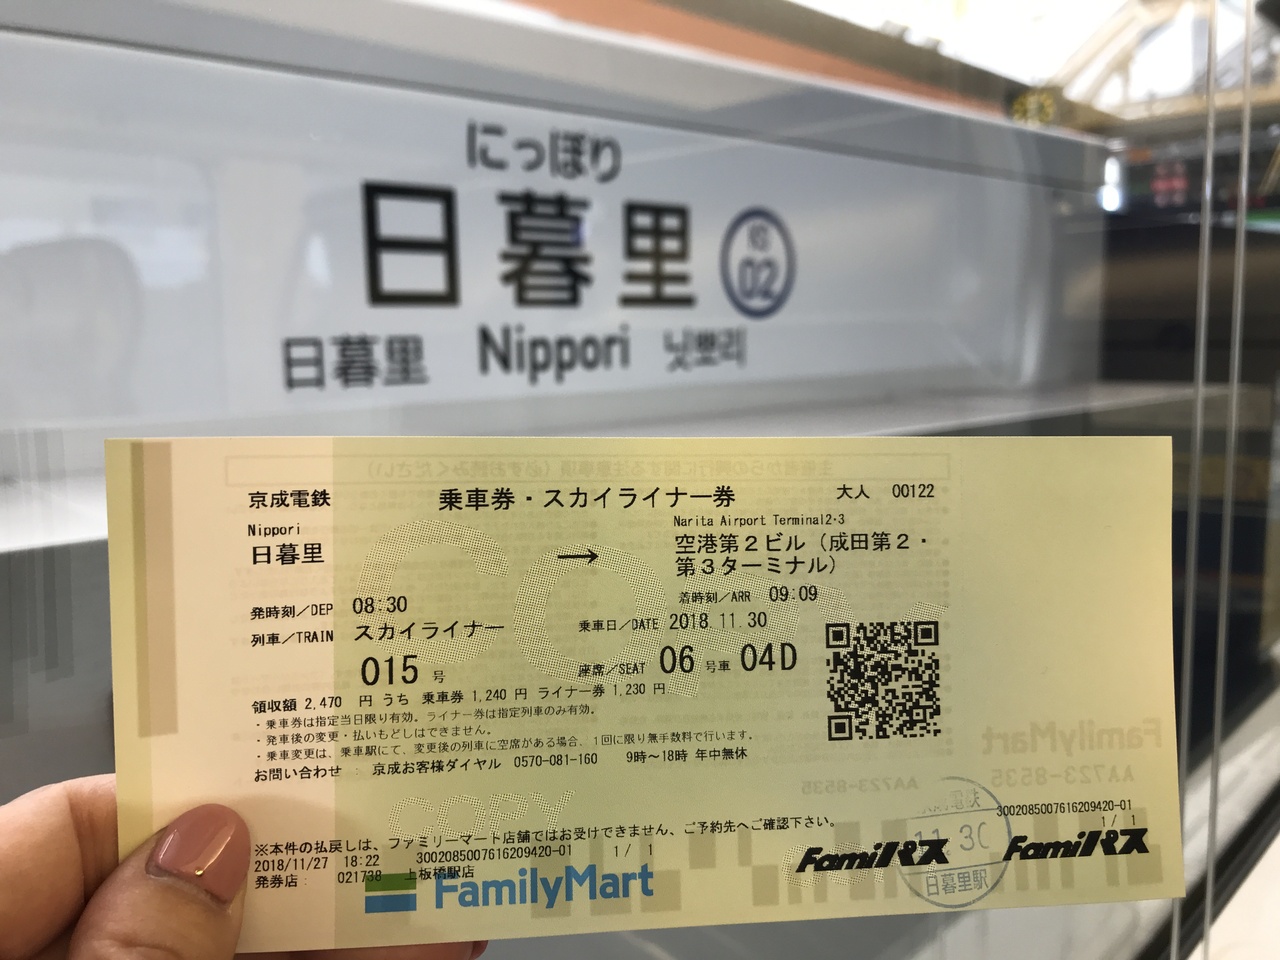 にっぽり
日暮里
KS
02
日暮里 Nippori 닛뽀리
京成電鉄 乗車券・スカイライナー券 大人 00122
Nippori
日暮里
→
Narita Airport Terminal2・3
空港第2ビル(成田第2・
第3ターミナル)
発時刻/DEP 08:30 着時刻/ARR 09:09
列車/TRAIN スカイライナー 乗車日/DATE 2018.11.30
015 号 座席/SEAT 06 号車 04D
領収額 2,470 円 うち 乗車券 1,240 円 ライナー券 1,230 円
・乗車券は指定当日限り有効。ライナー券は指定列車のみ有効。
・発車後の変更・払いもどしはできません。
・乗車変更は、乗車駅にて、変更後の列車に空席がある場合、1回に限り無手数料で行います。
お問い合わせ : 京成お客様ダイヤル 0570-081-160 9時~18時 年中無休
COPY
※本件の払戻しは、ファミリーマート店舗ではお受けできません、ご予約先へご確認下さい。
2018/11/27 18:22 3002085007616209420-01 1/ 1
発券店: 021738 上板橋駅店
FamilyMart
3002085007616209420-01
1/ 1
Famiパス Famiパス
京成電鉄
11.30
日暮里駅